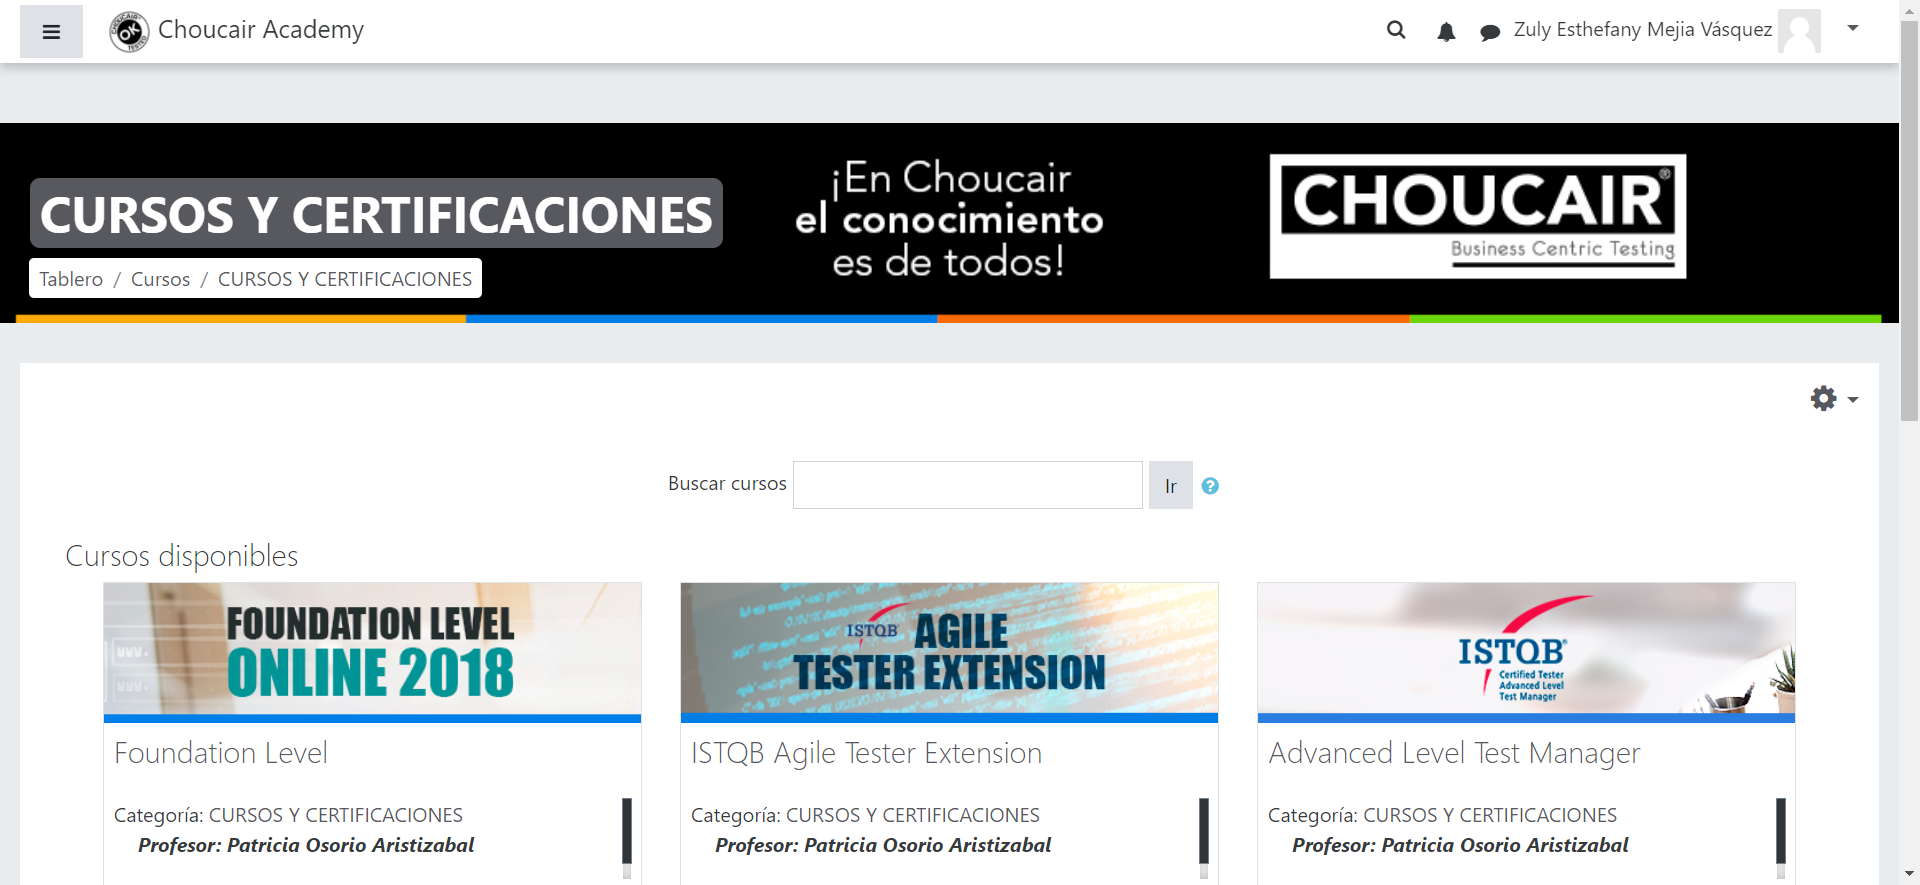 Choucair Academy
Zuly Esthefany Mejia Vásquez
CURSOS Y CERTIFICACIONES
Tablero / Cursos / CURSOS Y CERTIFICACIONES
¡En Choucair
el conocimiento
es de todos!
CHOUCAIR®
Business Centric Testing
Buscar cursos
Ir
Cursos disponibles
FOUNDATION LEVEL
ONLINE 2018
Foundation Level
Categoría: CURSOS Y CERTIFICACIONES
Profesor: Patricia Osorio Aristizabal
ISTQB AGILE
TESTER EXTENSION
ISTQB Agile Tester Extension
Categoría: CURSOS Y CERTIFICACIONES
Profesor: Patricia Osorio Aristizabal
ISTQB®
Certified Tester
Advanced Level
Test Manager
Advanced Level Test Manager
Categoría: CURSOS Y CERTIFICACIONES
Profesor: Patricia Osorio Aristizabal